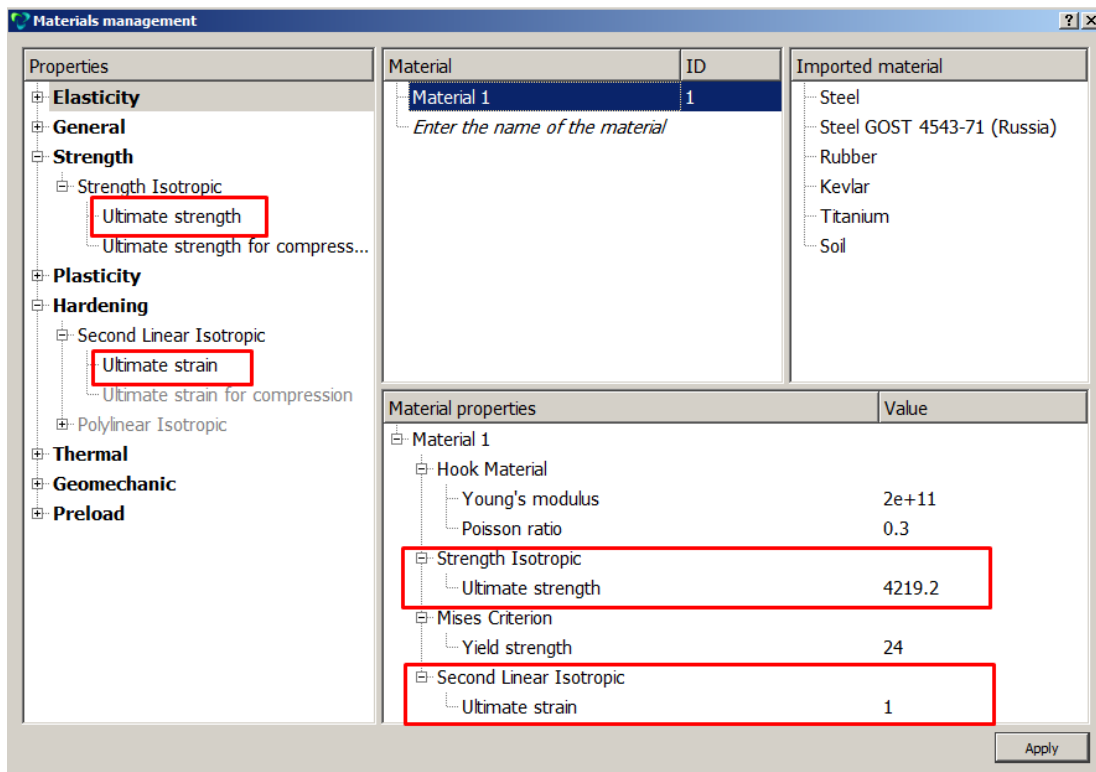 Materials management
Properties
Elasticity
General
Strength
Strength Isotropic
Ultimate strength
Ultimate strength for compress...
Plasticity
Hardening
Second Linear Isotropic
Ultimate strain
Ultimate strain for compression
Polylinear Isotropic
Thermal
Geomechanic
Preload
Material ID
Material 1 1
Enter the name of the material
Imported material
Steel
Steel GOST 4543-71 (Russia)
Rubber
Kevlar
Titanium
Soil
Material properties Value
Material 1
Hook Material
Young's modulus 2e+11
Poisson ratio 0.3
Strength Isotropic
Ultimate strength 4219.2
Mises Criterion
Yield strength 24
Second Linear Isotropic
Ultimate strain 1
Apply